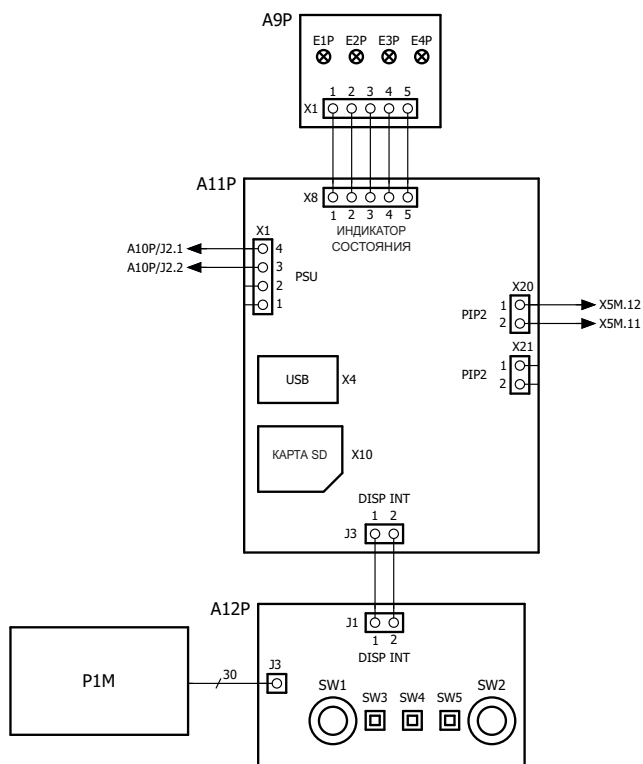 A9P
E1P E2P E3P E4P
1 2 3 4 5
X1
A11P
X8
1 2 3 4 5
ИНДИКАТОР
СОСТОЯНИЯ
X1
A10P/J2.1 4
A10P/J2.2 3
PSU
2
1
X20
PIP2 1 X5M.12
2 X5M.11
X21
PIP2 1
2
USB X4
КАРТА SD X10
DISP INT
1 2
J3
A12P
J1
1 2
DISP INT
P1M
30
J3
SW1 SW3 SW4 SW5 SW2